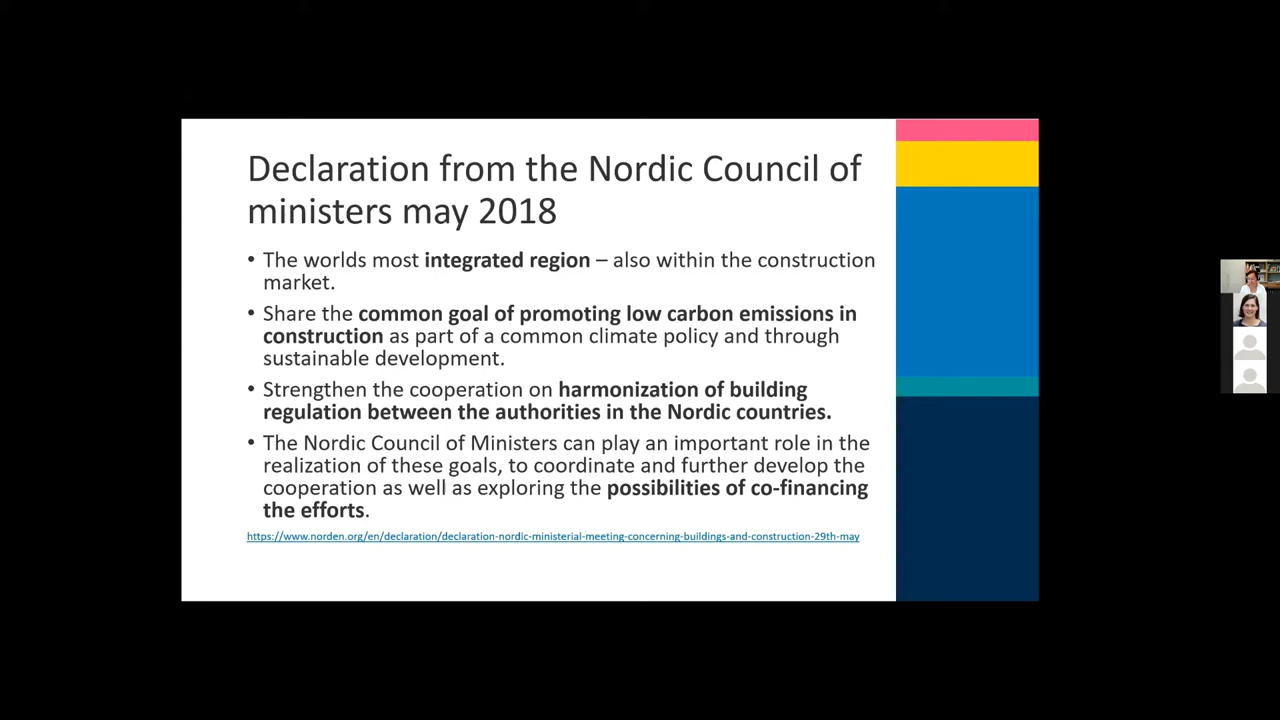 Declaration from the Nordic Council of
ministers may 2018
• The worlds most integrated region – also within the construction
market.
• Share the common goal of promoting low carbon emissions in
construction as part of a common climate policy and through
sustainable development.
• Strengthen the cooperation on harmonization of building
regulation between the authorities in the Nordic countries.
• The Nordic Council of Ministers can play an important role in the
realization of these goals, to coordinate and further develop the
cooperation as well as exploring the possibilities of co-financing
the efforts.
https://www.norden.org/en/declaration/declaration-nordic-ministerial-meeting-concerning-buildings-and-construction-29th-may